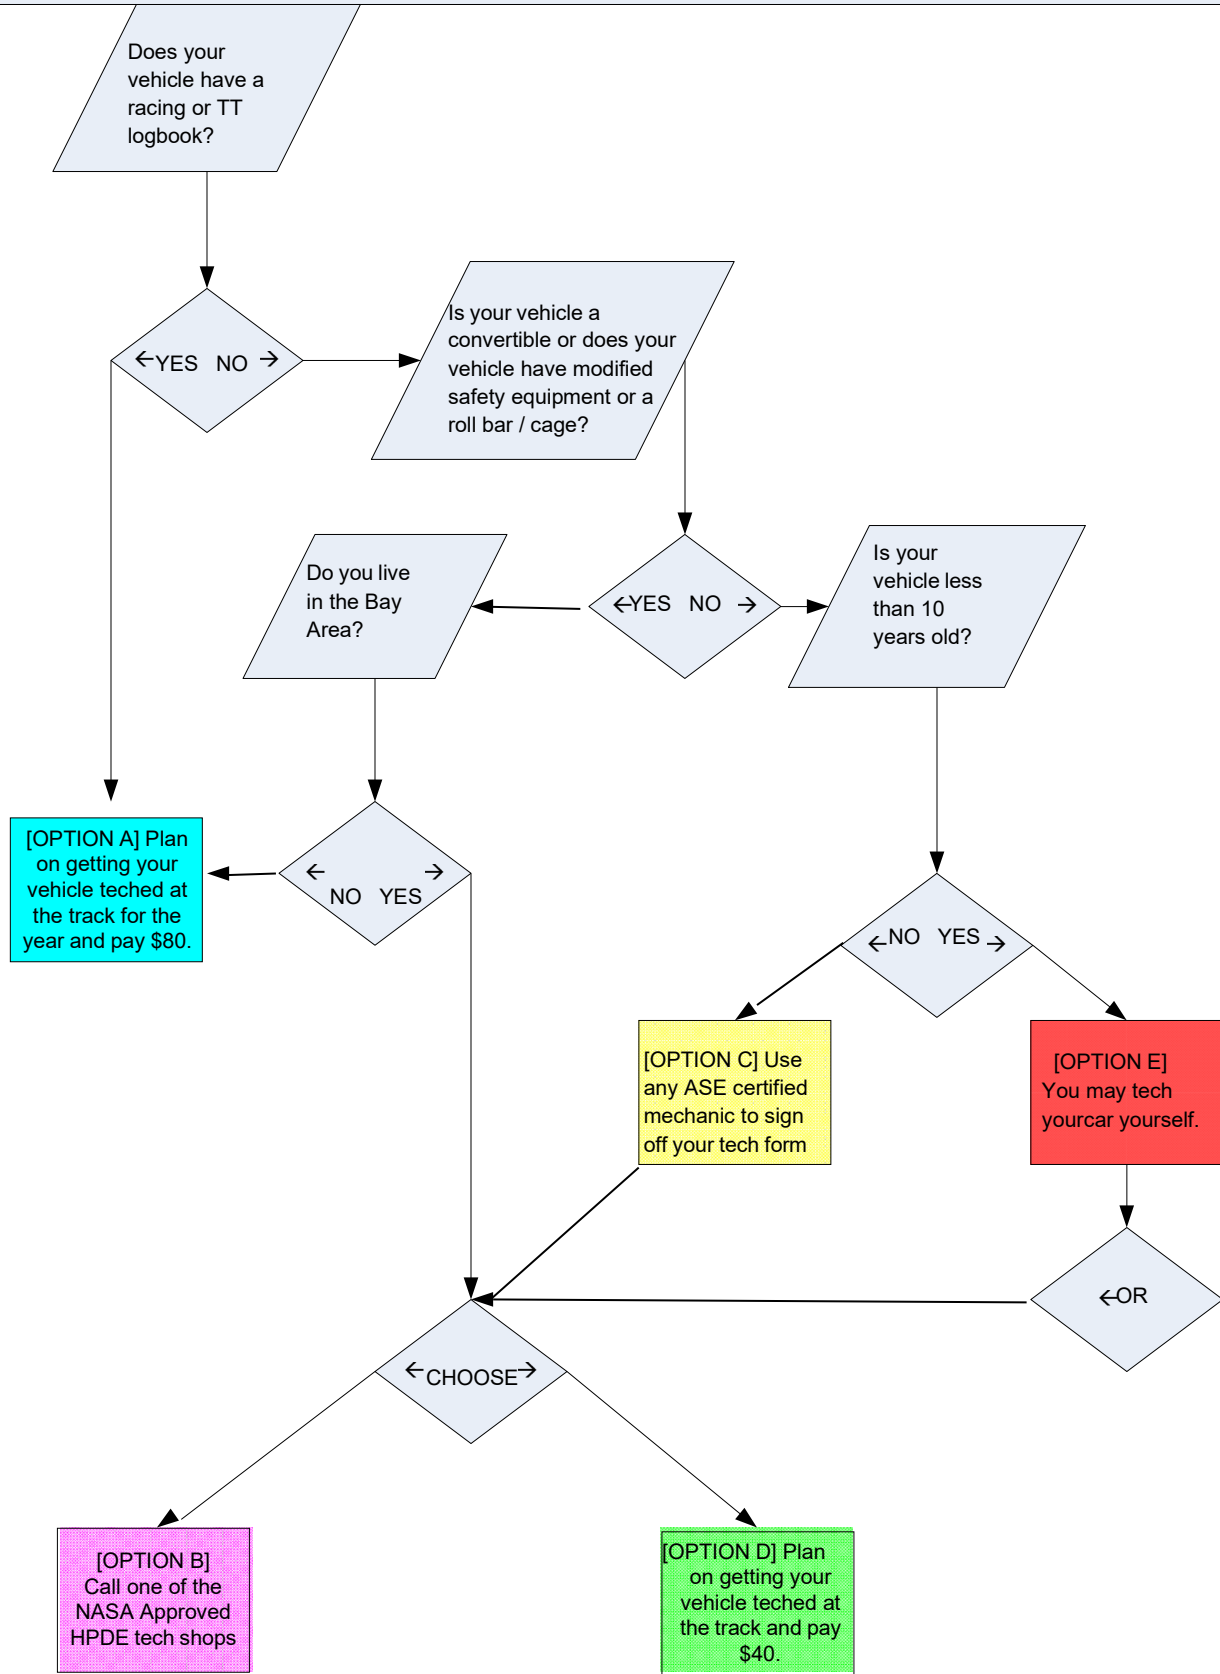 Does your
vehicle have a
racing or TT
logbook?
←YES NO →
Is your vehicle a
convertible or does your
vehicle have modified
safety equipment or a
roll bar / cage?
Do you live
in the Bay
Area?
←YES NO →
Is your
vehicle less
than 10
years old?
[OPTION A] Plan
on getting your
vehicle teched at
the track for the
year and pay $80.
← →
NO YES
←NO YES→
[OPTION C] Use
any ASE certified
mechanic to sign
off your tech form
[OPTION E]
You may tech
yourcar yourself.
←OR
←CHOOSE→
[OPTION B]
Call one of the
NASA Approved
HPDE tech shops
[OPTION D] Plan
on getting your
vehicle teched at
the track and pay
$40.